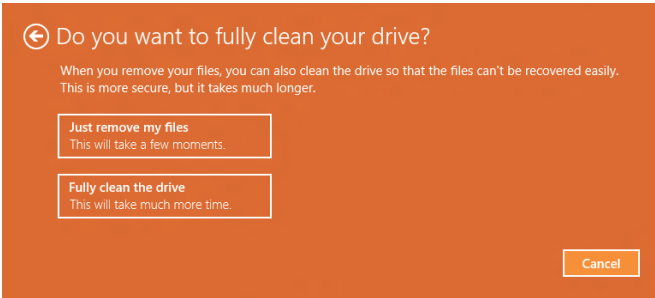 Do you want to fully clean your drive?
When you remove your files, you can also clean the drive so that the files can't be recovered easily.
This is more secure, but it takes much longer.
Just remove my files
This will take a few moments.
Fully clean the drive
This will take much more time.
Cancel